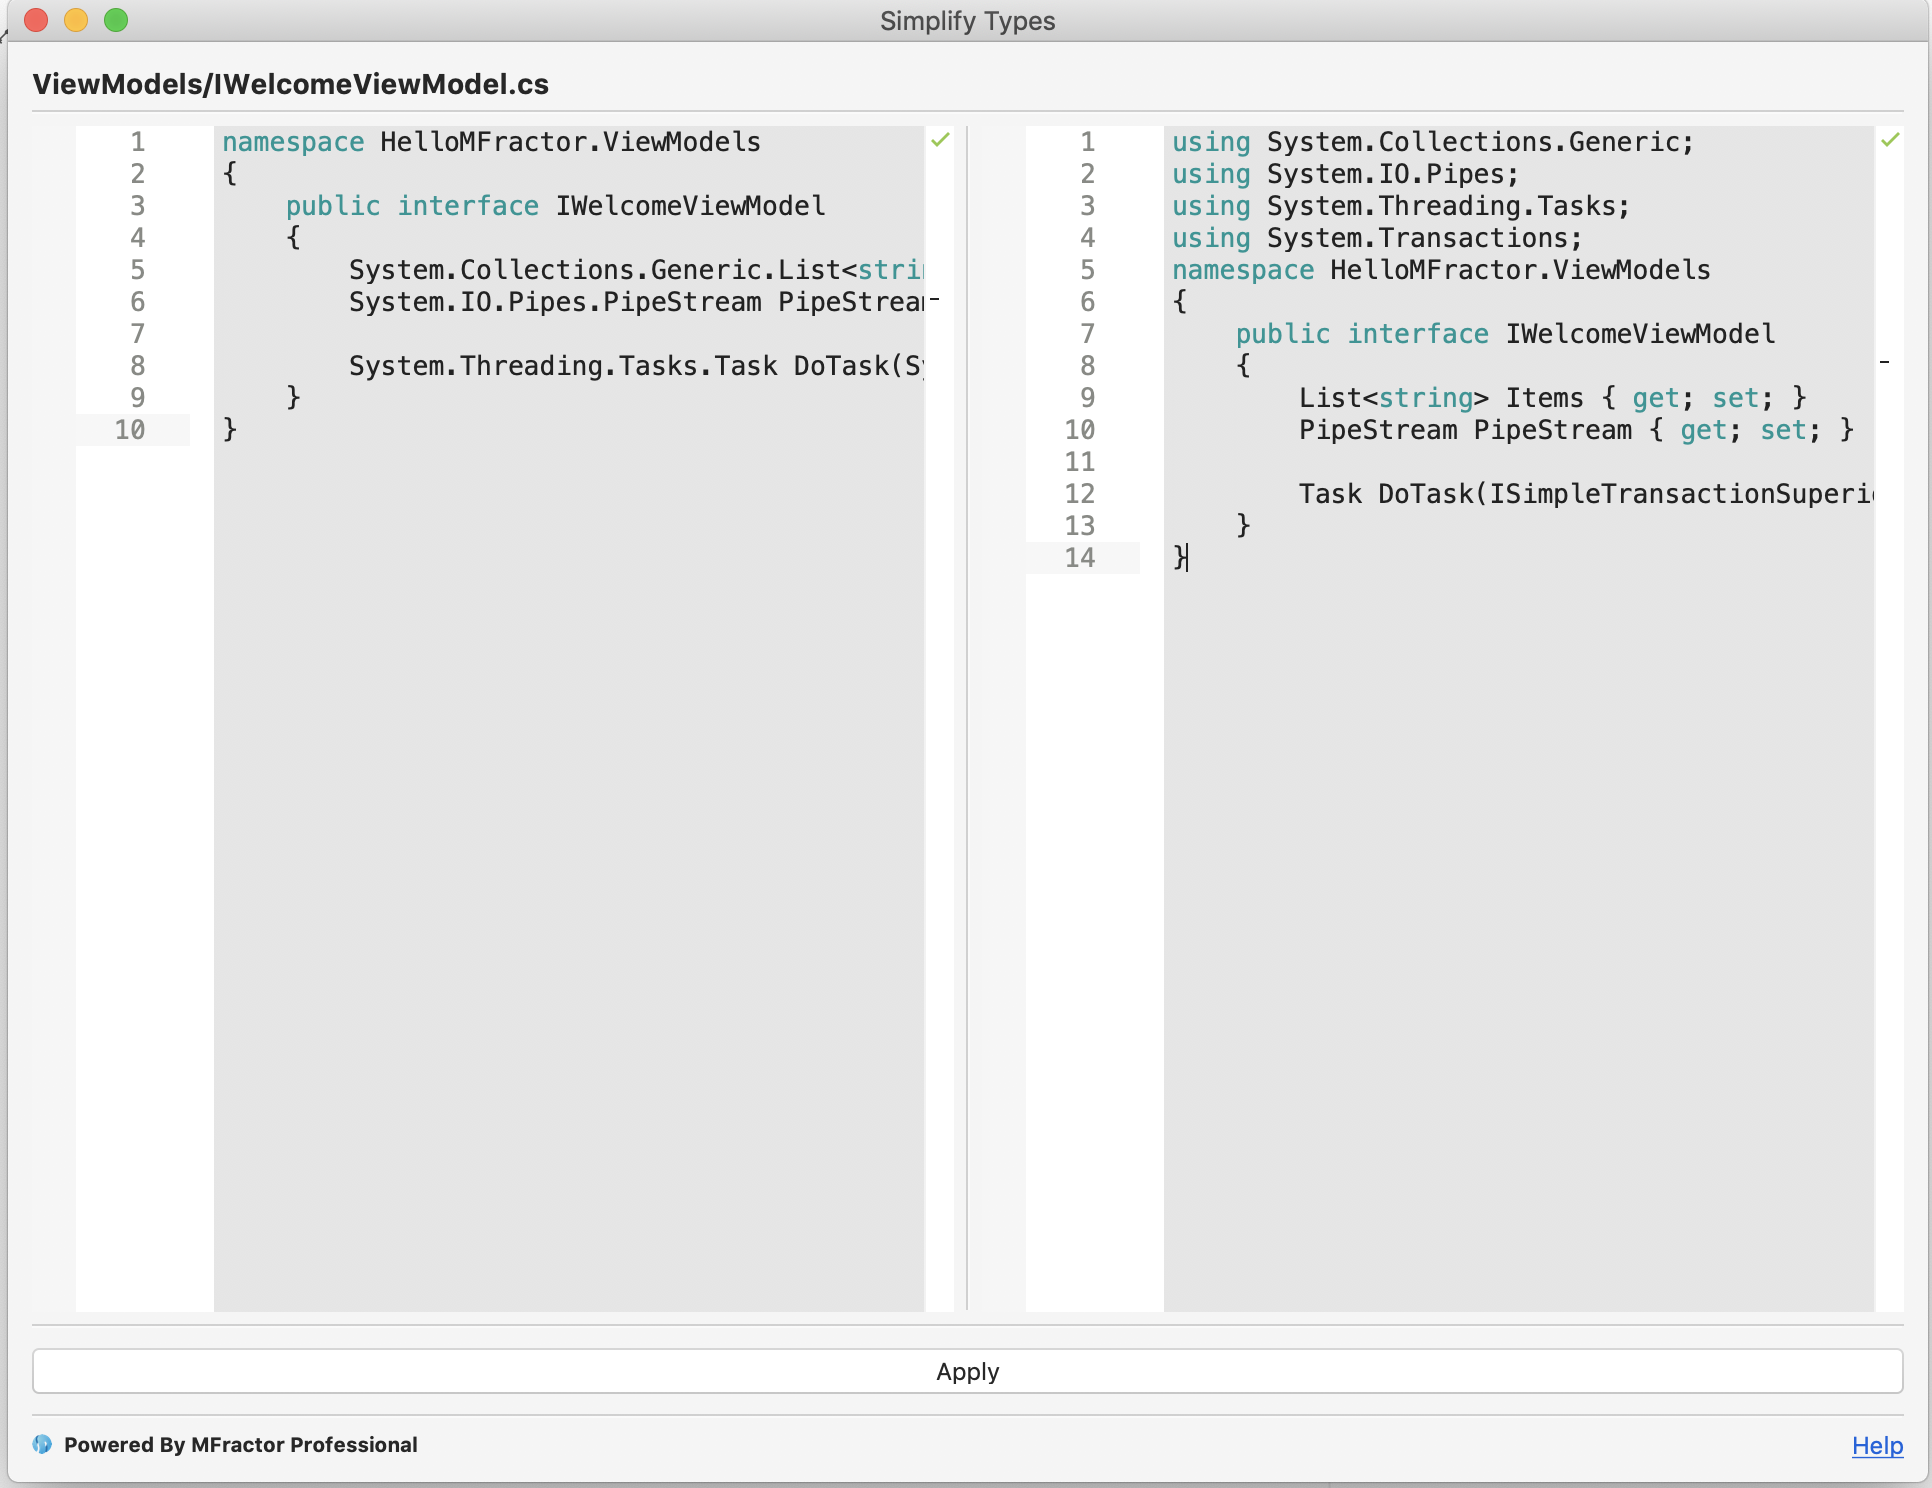 Simplify Types
ViewModels/IWelcomeViewModel.cs
1 namespace HelloMFractor.ViewModels
2 {
3 public interface IWelcomeViewModel
4 {
5 System.Collections.Generic.List<strin
6 System.IO.Pipes.PipeStream PipeStream
7
8 System.Threading.Tasks.Task DoTask(Sy
9 }
10 }
1 using System.Collections.Generic;
2 using System.IO.Pipes;
3 using System.Threading.Tasks;
4 using System.Transactions;
5 namespace HelloMFractor.ViewModels
6 {
7 public interface IWelcomeViewModel
8 {
9 List<string> Items { get; set; }
10 PipeStream PipeStream { get; set; }
11
12 Task DoTask(ISimpleTransactionSuperio
13 }
14 }
Apply
Powered By MFractor Professional
Help